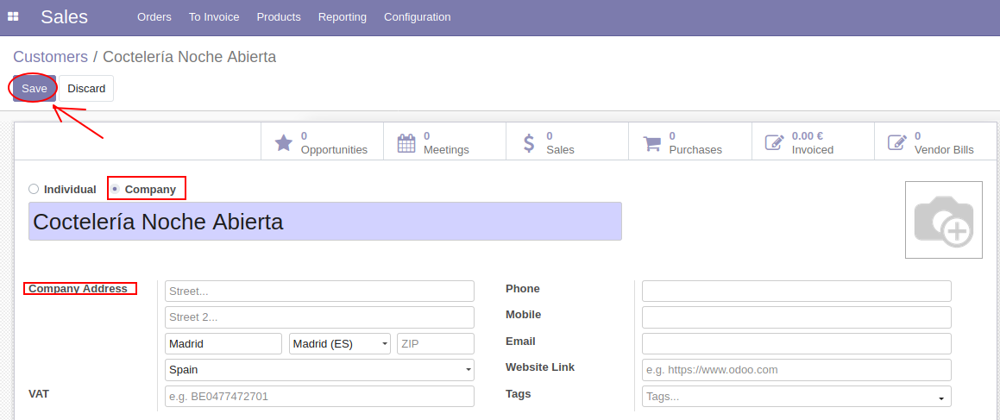 Sales Orders To Invoice Products Reporting Configuration
Customers / Coctelería Noche Abierta
Save Discard
0 0 0 0 0.00 € 0
Opportunities Meetings Sales Purchases Invoiced Vendor Bills
Individual Company
Coctelería Noche Abierta
Company Address Street... Phone
Street 2... Mobile
Madrid Madrid (ES) ZIP Email
Spain Website Link e.g. https://www.odoo.com
VAT e.g. BE0477472701 Tags Tags...